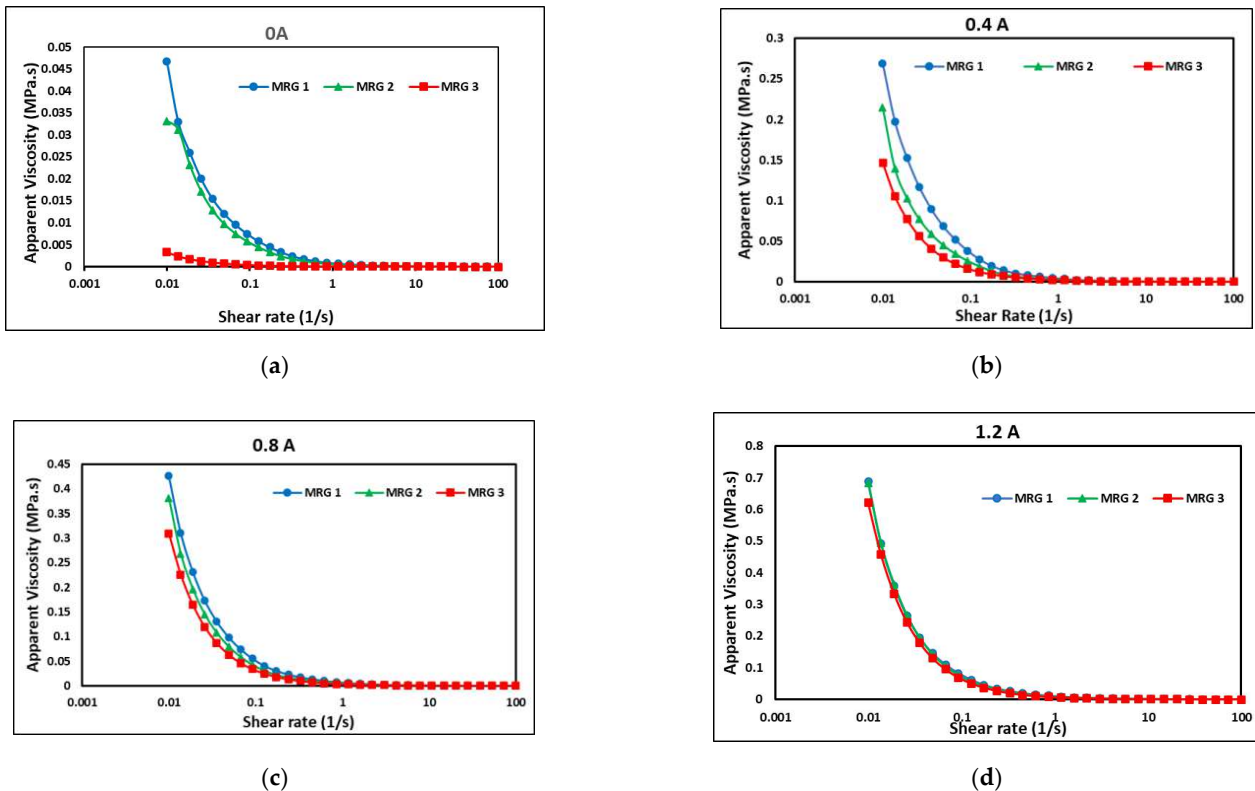 0A
0.05
0.045
0.04
0.035
0.03
0.025
0.02
0.015
0.01
0.005
0
Apparent Viscosity (MPa.s)
MRG 1 MRG 2 MRG 3
0.001 0.01 0.1 1 10 100
Shear rate (1/s)
(a)
0.4 A
0.3
0.25
0.2
0.15
0.1
0.05
0
Apparent Viscosity (MPa.s)
MRG 1 MRG 2 MRG 3
0.001 0.01 0.1 1 10 100
Shear Rate (1/s)
(b)
0.8 A
0.45
0.4
0.35
0.3
0.25
0.2
0.15
0.1
0.05
0
Apparent Viscosity (MPa.s)
MRG 1 MRG 2 MRG 3
0.001 0.01 0.1 1 10 100
Shear rate (1/s)
(c)
1.2 A
0.8
0.7
0.6
0.5
0.4
0.3
0.2
0.1
0
Apparent Viscosity (MPa.s)
MRG 1 MRG 2 MRG 3
0.001 0.01 0.1 1 10 100
Shear rate (1/s)
(d)